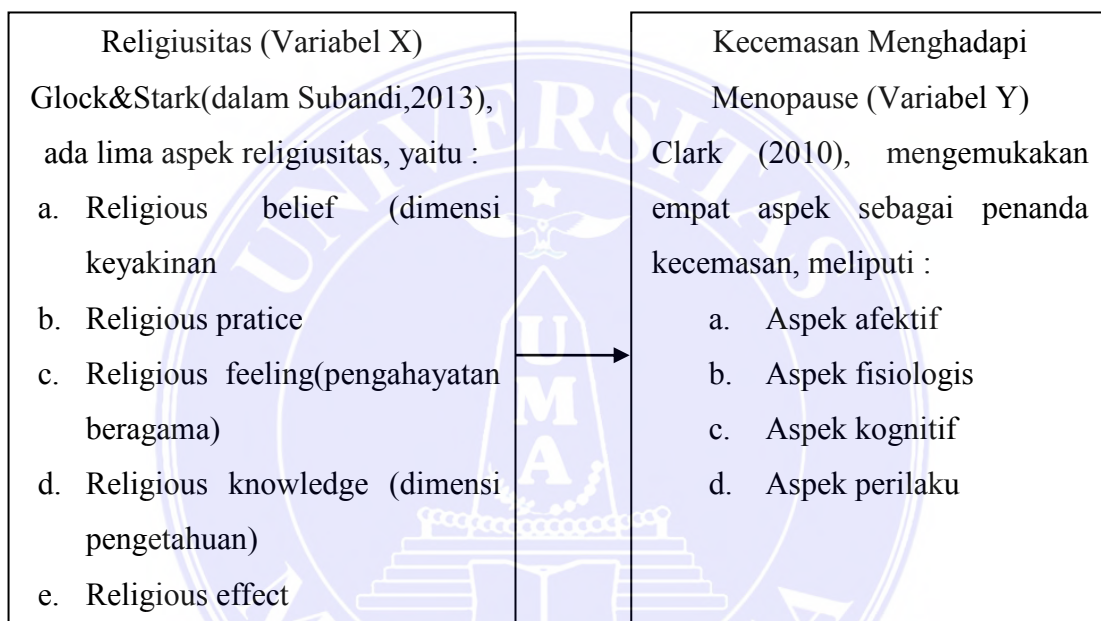 Religiusitas (Variabel X)
Glock&Stark(dalam Subandi,2013),
ada lima aspek religiusitas, yaitu :
a. Religious belief (dimensi
keyakinan
b. Religious pratice
c. Religious feeling(pengahayatan
beragama)
d. Religious knowledge (dimensi
pengetahuan)
e. Religious effect
Kecemasan Menghadapi
Menopause (Variabel Y)
Clark (2010), mengemukakan
empat aspek sebagai penanda
kecemasan, meliputi :
a. Aspek afektif
b. Aspek fisiologis
c. Aspek kognitif
d. Aspek perilaku
UNIVERSITAS
U
M
A